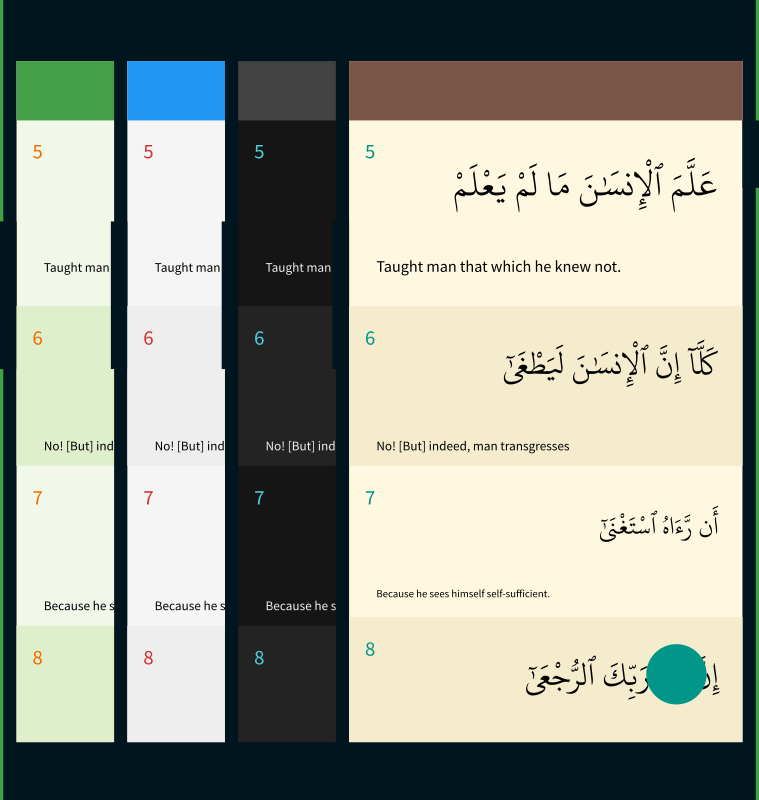 5
Taught man
6
No! [But] ind
7
Because he s
8
5
Taught man
6
No! [But] ind
7
Because he s
8
5
Taught man
6
No! [But] ind
7
Because he s
8
5
عَلَّمَ ٱلْإِنسَـٰنَ مَا لَمْ يَعْلَمْ
Taught man that which he knew not.
6
كَلَّآ إِنَّ ٱلْإِنسَـٰنَ لَيَطْغَىٰٓ
No! [But] indeed, man transgresses
7
أَن رَّءَاهُ ٱسْتَغْنَىٰٓ
Because he sees himself self-sufficient.
8
إِنَّ رَبِّكَ ٱلرُّجْعَىٰٓ